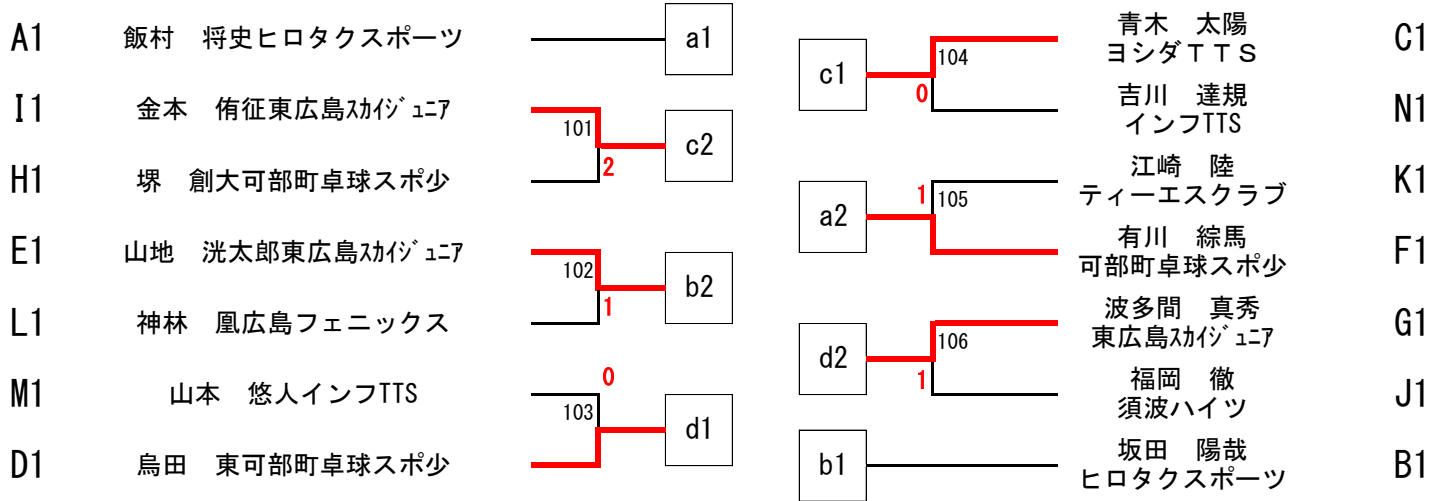 A1 飯村　将史ヒロタクスポーツ a1
I1 金本　侑征東広島ｽｶｲｼﾞｭﾆｱ
101 c2
2
H1 堺　創大可部町卓球スポ少
E1 山地　洸太郎東広島ｽｶｲｼﾞｭﾆｱ
102 b2
1
L1 神林　凰広島フェニックス
M1 山本　悠人インフTTS
0
103 d1
D1 烏田　東可部町卓球スポ少
青木　太陽
ヨシダＴＴＳ
C1
c1 104
0
吉川　達規
インフTTS
N1
江崎　陸
ティーエスクラブ
K1
1
a2 105
有川　綜馬
可部町卓球スポ少
F1
波多間　真秀
東広島ｽｶｲｼﾞｭﾆｱ
G1
d2 106
1
福岡　徹
須波ハイツ
J1
b1
坂田　陽哉
ヒロタクスポーツ
B1